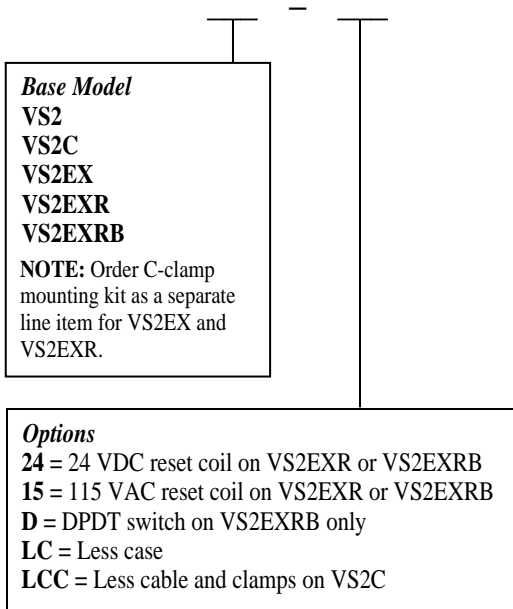 __ – __
Base Model
VS2
VS2C
VS2EX
VS2EXR
VS2EXRB
NOTE: Order C-clamp
mounting kit as a separate
line item for VS2EX and
VS2EXR.
Options
24 = 24 VDC reset coil on VS2EXR or VS2EXRB
15 = 115 VAC reset coil on VS2EXR or VS2EXRB
D = DPDT switch on VS2EXRB only
LC = Less case
LCC = Less cable and clamps on VS2C